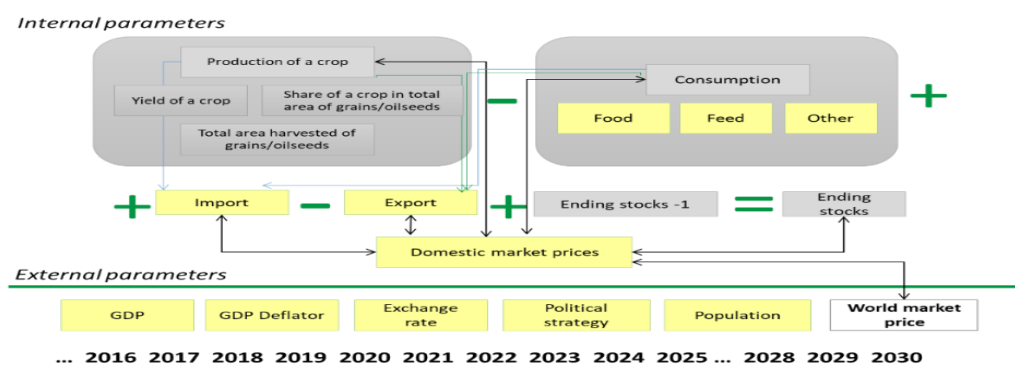 Internal parameters
Production of a crop
Consumption
Yield of a crop
Share of a crop in total
area of grains/oilseeds
Total area harvested of
grains/oilseeds
−
Food
Feed
Other
+
+
Import
−
Export
+
Ending stocks -1
=
Ending
stocks
Domestic market prices
External parameters
GDP
GDP Deflator
Exchange
rate
Political
strategy
Population
World market
price
... 2016 2017 2018 2019 2020 2021 2022 2023 2024 2025 ... 2028 2029 2030